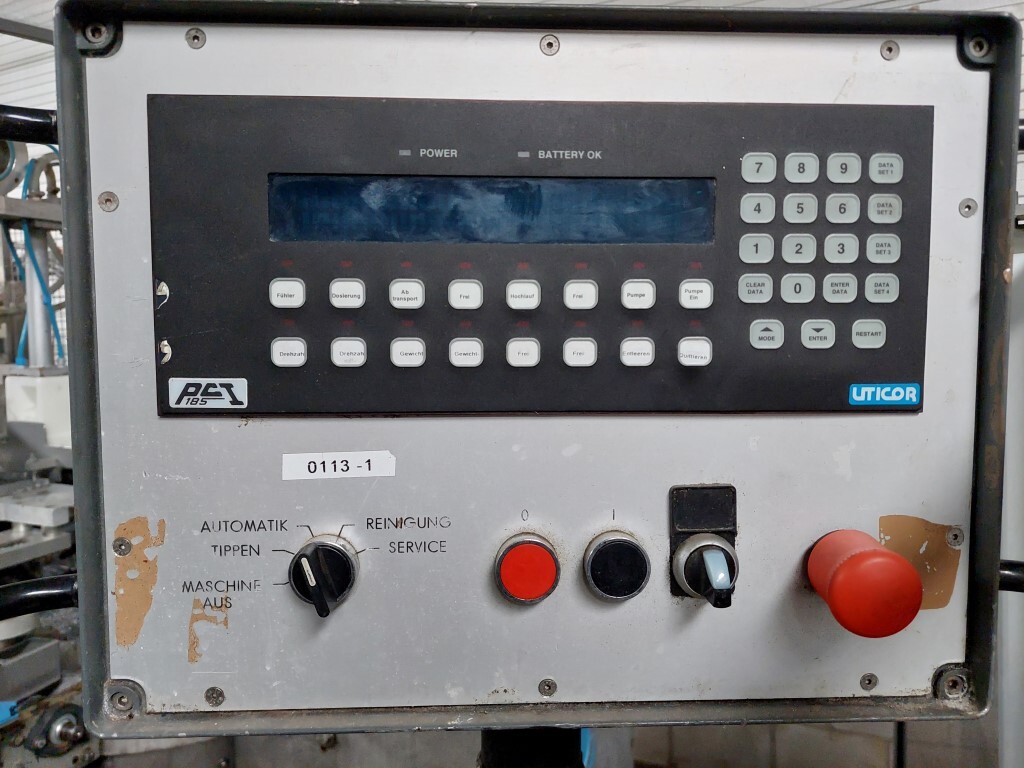 POWER
BATTERY OK
7 8 9 DATA SET 1
4 5 6 DATA SET 2
1 2 3 DATA SET 3
CLEAR DATA 0 ENTER DATA DATA SET 4
MODE ENTER RESTART
Fühler Dosierung Ab transport Frei Hochlauf Frei Pumpe Pumpe Ein
Drehzahl Drehzahl Gewicht Gewicht Frei Frei Entleeren
PET 185
UTICOR
0113 -1
AUTOMATIK REINIGUNG
TIPPEN SERVICE
MASCHINE
AUS
0 I